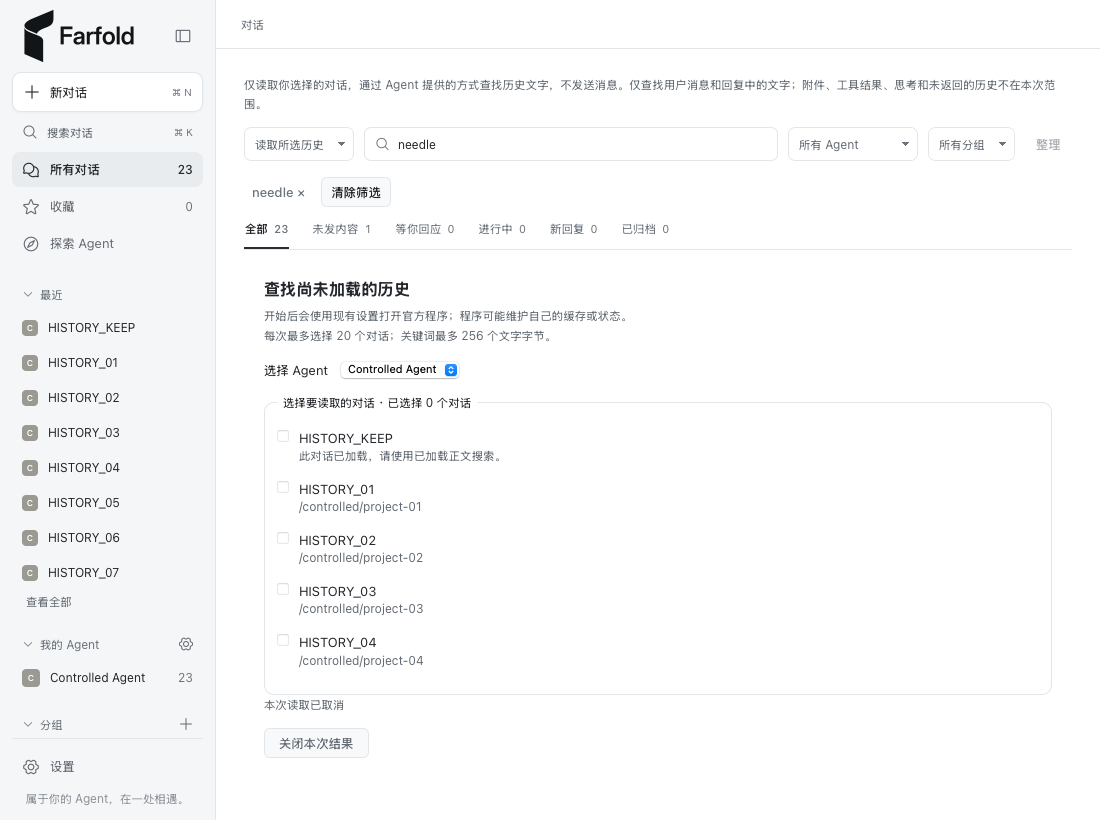 Farfold
新对话 ⌘ N
搜索对话 ⌘ K
所有对话 23
收藏 0
探索 Agent
最近
C HISTORY_KEEP
C HISTORY_01
C HISTORY_02
C HISTORY_03
C HISTORY_04
C HISTORY_05
C HISTORY_06
C HISTORY_07
查看全部
我的 Agent
C Controlled Agent 23
分组
设置
属于你的 Agent，在一处相遇。
对话
仅读取你选择的对话，通过 Agent 提供的方式查找历史文字，不发送消息。仅查找用户消息和回复中的文字；附件、工具结果、思考和未返回的历史不在本次范
围。
读取所选历史 needle 所有 Agent 所有分组 整理
needle × 清除筛选
全部 23 未发内容 1 等你回应 0 进行中 0 新回复 0 已归档 0
查找尚未加载的历史
开始后会使用现有设置打开官方程序；程序可能维护自己的缓存或状态。
每次最多选择 20 个对话；关键词最多 256 个文字字节。
选择 Agent Controlled Agent
选择要读取的对话 · 已选择 0 个对话
HISTORY_KEEP
此对话已加载，请使用已加载正文搜索。
HISTORY_01
/controlled/project-01
HISTORY_02
/controlled/project-02
HISTORY_03
/controlled/project-03
HISTORY_04
/controlled/project-04
本次读取已取消
关闭本次结果